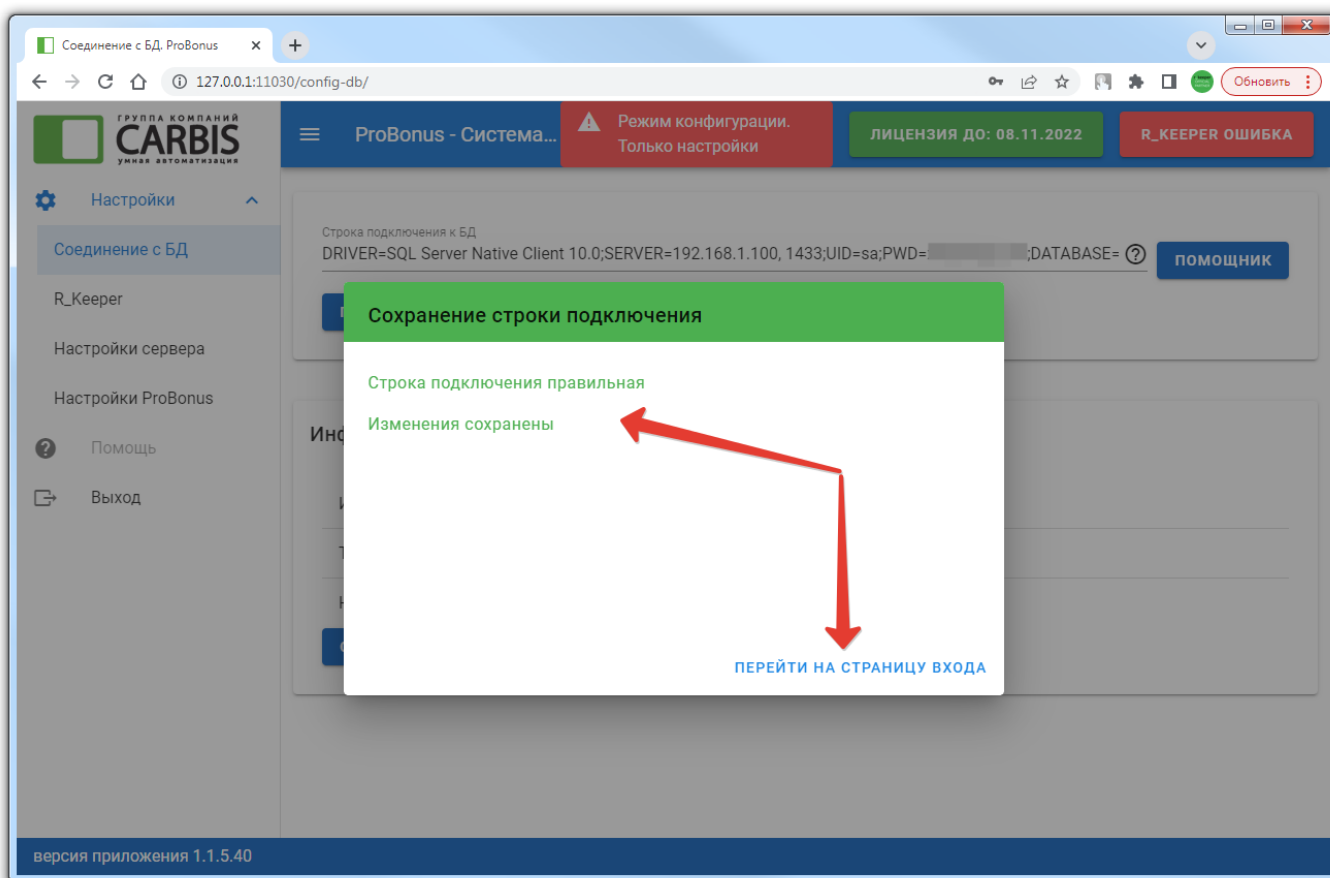 Соединение с БД. ProBonus
127.0.0.1:11030/config-db/
Обновить
ГРУППА КОМПАНИЙ
CARBIS
умная автоматизация
ProBonus - Система...
Режим конфигурации.
Только настройки
ЛИЦЕНЗИЯ ДО: 08.11.2022
R_KEEPER ОШИБКА
Настройки
Соединение с БД
R_Keeper
Настройки сервера
Настройки ProBonus
Помощь
Выход
Строка подключения к БД
DRIVER=SQL Server Native Client 10.0;SERVER=192.168.1.100, 1433;UID=sa;PWD= ;DATABASE=
ПОМОЩНИК
Сохранение строки подключения
Строка подключения правильная
Изменения сохранены
ПЕРЕЙТИ НА СТРАНИЦУ ВХОДА
версия приложения 1.1.5.40